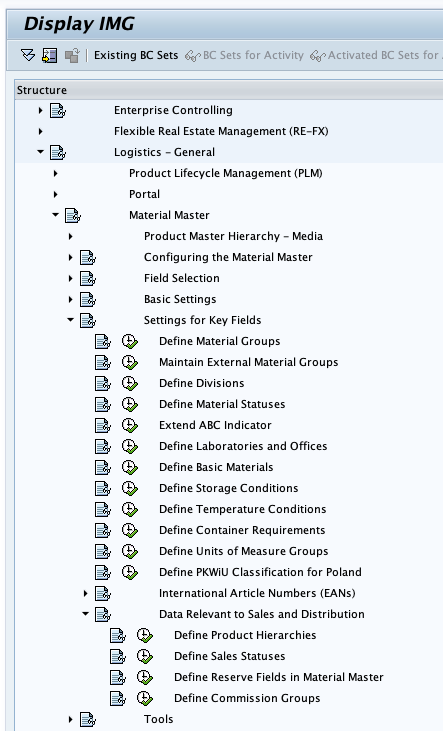 Display IMG
Existing BC Sets BC Sets for Activity Activated BC Sets for
Structure
Enterprise Controlling
Flexible Real Estate Management (RE-FX)
Logistics - General
Product Lifecycle Management (PLM)
Portal
Material Master
Product Master Hierarchy - Media
Configuring the Material Master
Field Selection
Basic Settings
Settings for Key Fields
Define Material Groups
Maintain External Material Groups
Define Divisions
Define Material Statuses
Extend ABC Indicator
Define Laboratories and Offices
Define Basic Materials
Define Storage Conditions
Define Temperature Conditions
Define Container Requirements
Define Units of Measure Groups
Define PKWiU Classification for Poland
International Article Numbers (EANs)
Data Relevant to Sales and Distribution
Define Product Hierarchies
Define Sales Statuses
Define Reserve Fields in Material Master
Define Commission Groups
Tools